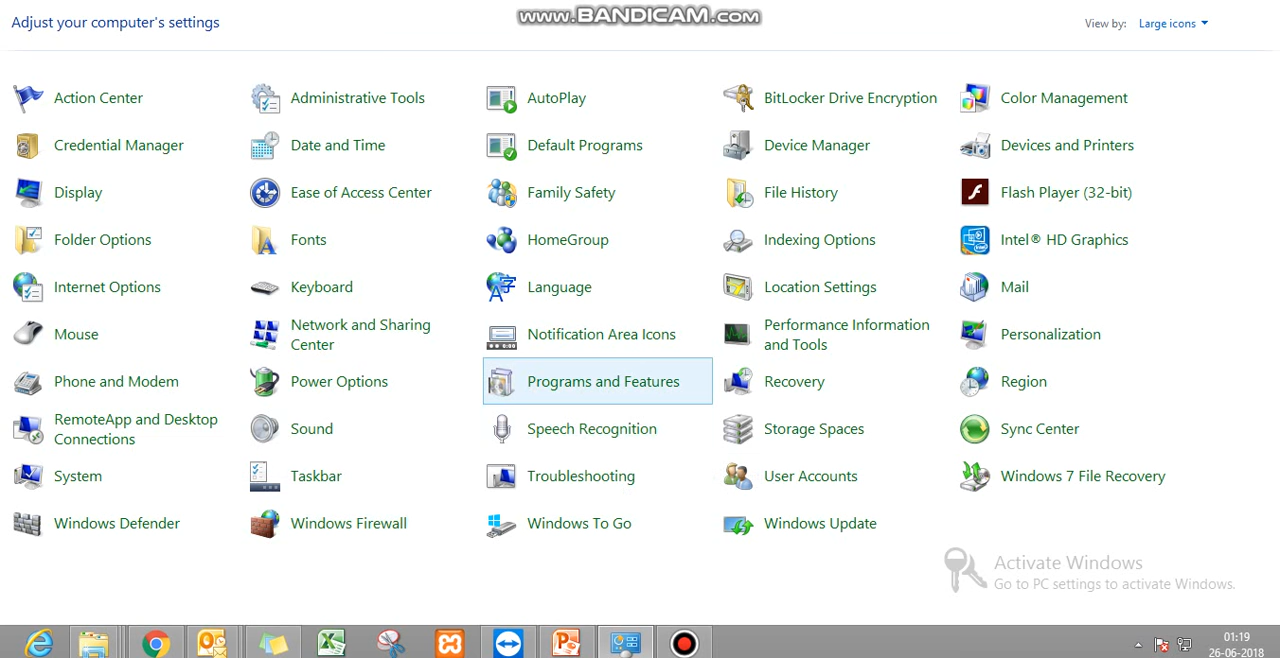 Adjust your computer's settings
www.BANDICAM.com
View by: Large icons
Action Center
Administrative Tools
AutoPlay
BitLocker Drive Encryption
Color Management
Credential Manager
Date and Time
Default Programs
Device Manager
Devices and Printers
Display
Ease of Access Center
Family Safety
File History
Flash Player (32-bit)
Folder Options
Fonts
HomeGroup
Indexing Options
Intel® HD Graphics
Internet Options
Keyboard
Language
Location Settings
Mail
Mouse
Network and Sharing
Center
Notification Area Icons
Performance Information
and Tools
Personalization
Phone and Modem
Power Options
Programs and Features
Recovery
Region
RemoteApp and Desktop
Connections
Sound
Speech Recognition
Storage Spaces
Sync Center
System
Taskbar
Troubleshooting
User Accounts
Windows 7 File Recovery
Windows Defender
Windows Firewall
Windows To Go
Windows Update
Activate Windows
Go to PC settings to activate Windows.
01:19
26-06-2018